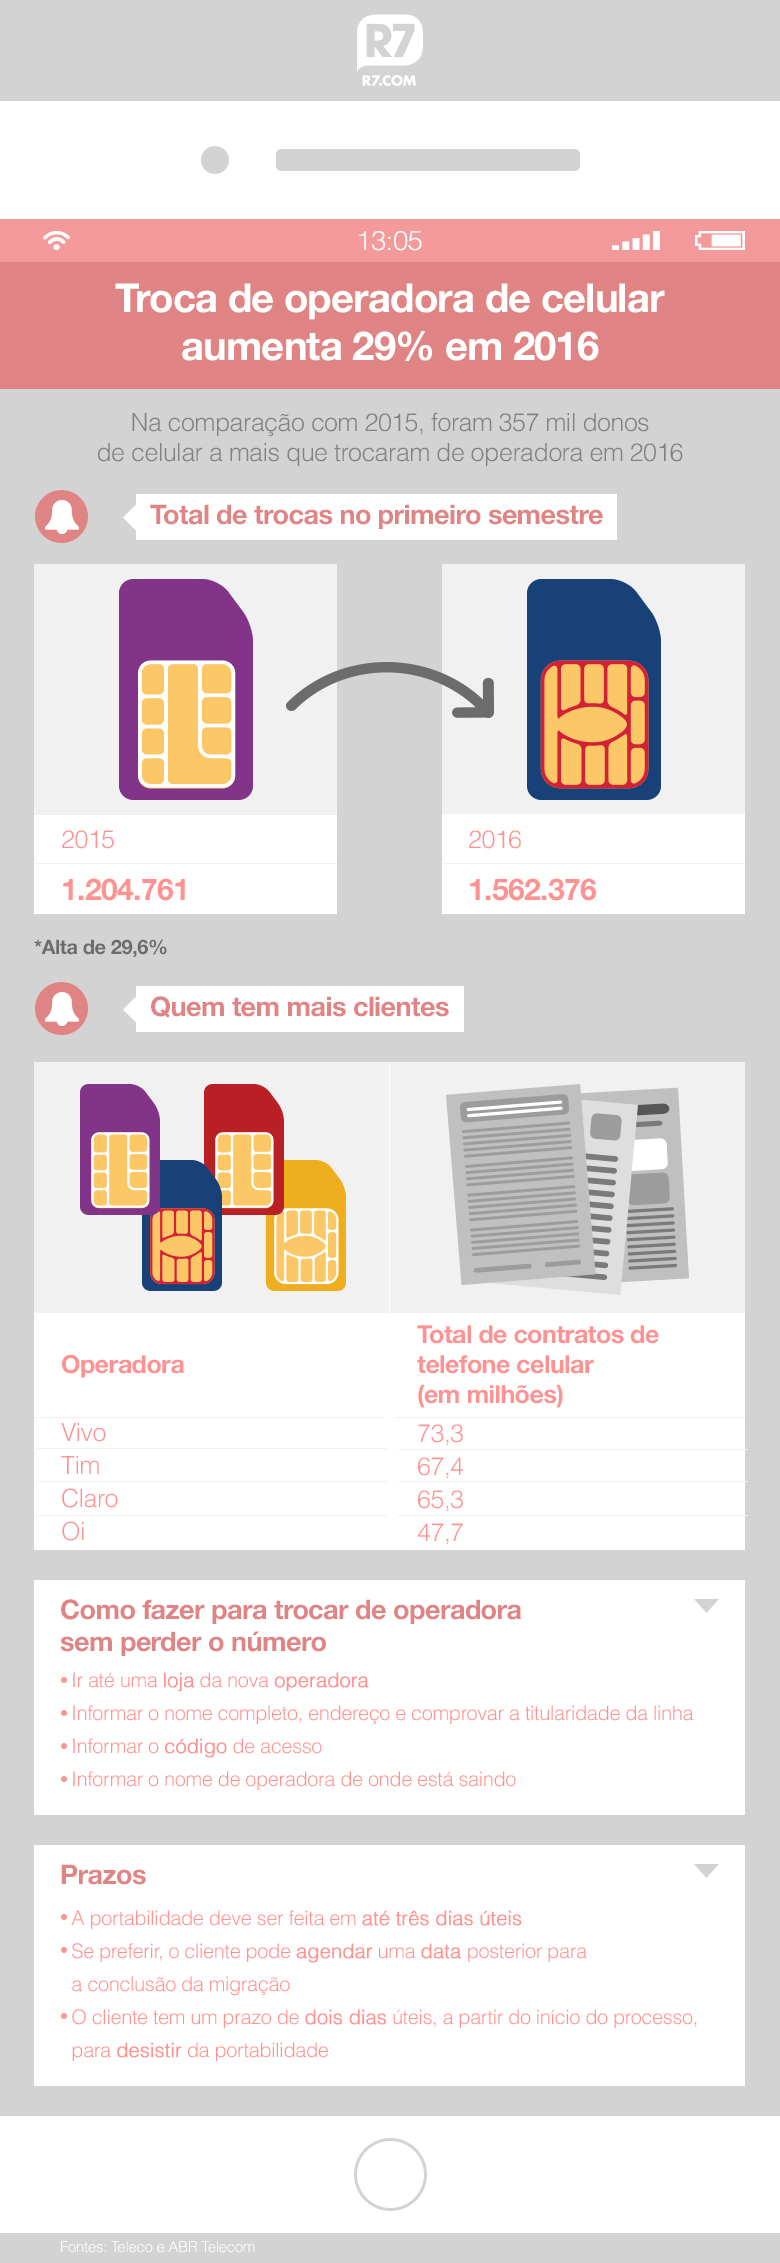 R7
R7.COM
13:05
Troca de operadora de celular
aumenta 29% em 2016
Na comparação com 2015, foram 357 mil donos
de celular a mais que trocaram de operadora em 2016
Total de trocas no primeiro semestre
2015
1.204.761
2016
1.562.376
*Alta de 29,6%
Quem tem mais clientes
Operadora
Total de contratos de
telefone celular
(em milhões)
Vivo
73,3
Tim
67,4
Claro
65,3
Oi
47,7
Como fazer para trocar de operadora
sem perder o número
• Ir até uma loja da nova operadora
• Informar o nome completo, endereço e comprovar a titularidade da linha
• Informar o código de acesso
• Informar o nome de operadora de onde está saindo
Prazos
• A portabilidade deve ser feita em até três dias úteis
• Se preferir, o cliente pode agendar uma data posterior para
a conclusão da migração
• O cliente tem um prazo de dois dias úteis, a partir do início do processo,
para desistir da portabilidade
Fontes: Teleco e ABR Telecom